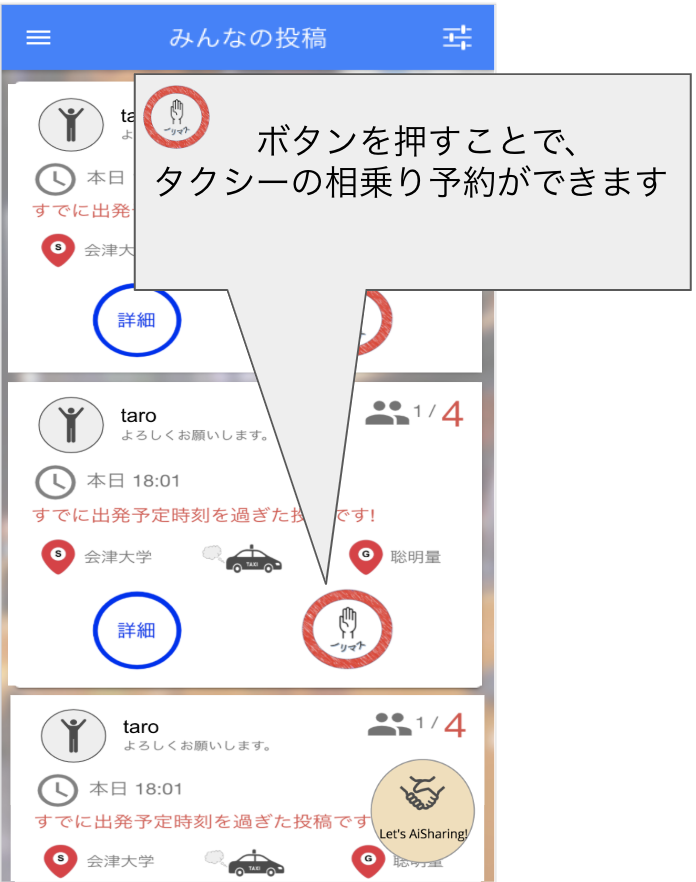 みんなの投稿
ta
よ
ノリマス
ボタンを押すことで、
タクシーの相乗り予約ができます
本日
すでに出発
S
会津大
詳細
taro
よろしくお願いします。
1 / 4
本日 18:01
すでに出発予定時刻を過ぎた投 です!
S
会津大学
TAXI
G
聡明量
詳細
ノリマス
taro
よろしくお願いします。
1 / 4
本日 18:01
すでに出発予定時刻を過ぎた投稿です
Let's AiSharing!
S
会津大学
TAXI
G
聡明量